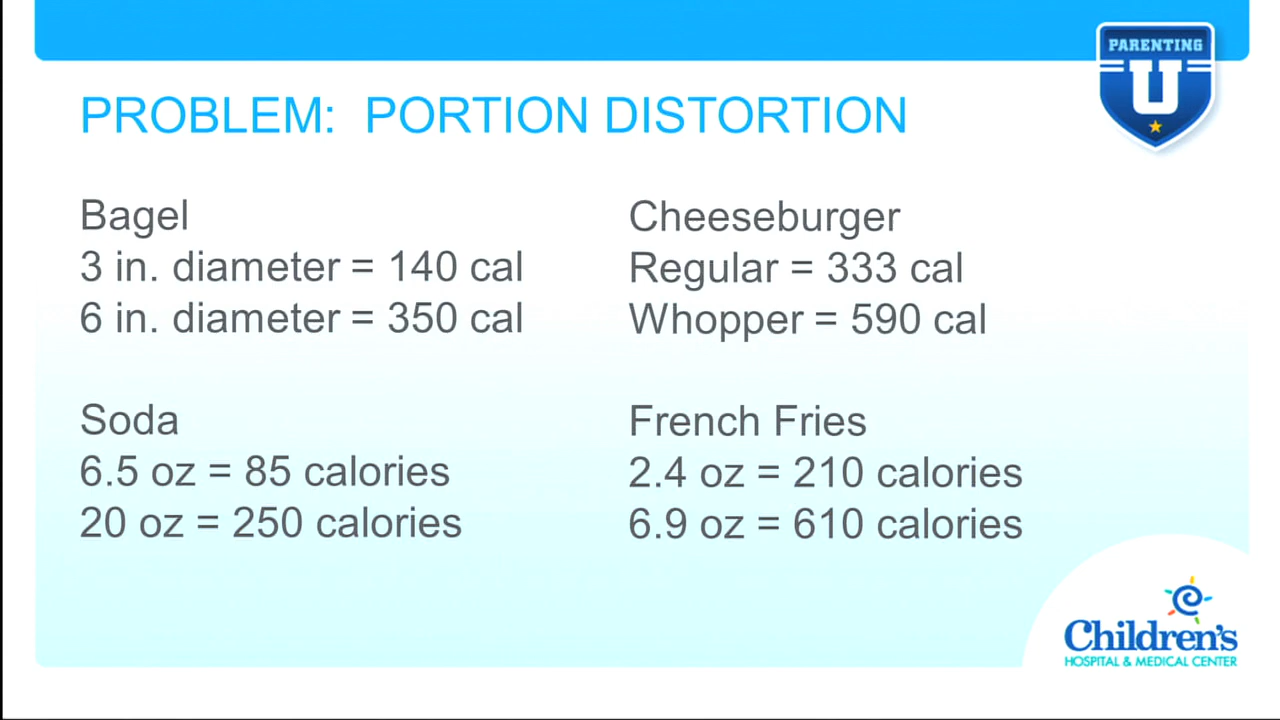 PARENTING
U
PROBLEM: PORTION DISTORTION
Bagel
3 in. diameter = 140 cal
6 in. diameter = 350 cal
Cheeseburger
Regular = 333 cal
Whopper = 590 cal
Soda
6.5 oz = 85 calories
20 oz = 250 calories
French Fries
2.4 oz = 210 calories
6.9 oz = 610 calories
Children's
HOSPITAL & MEDICAL CENTER